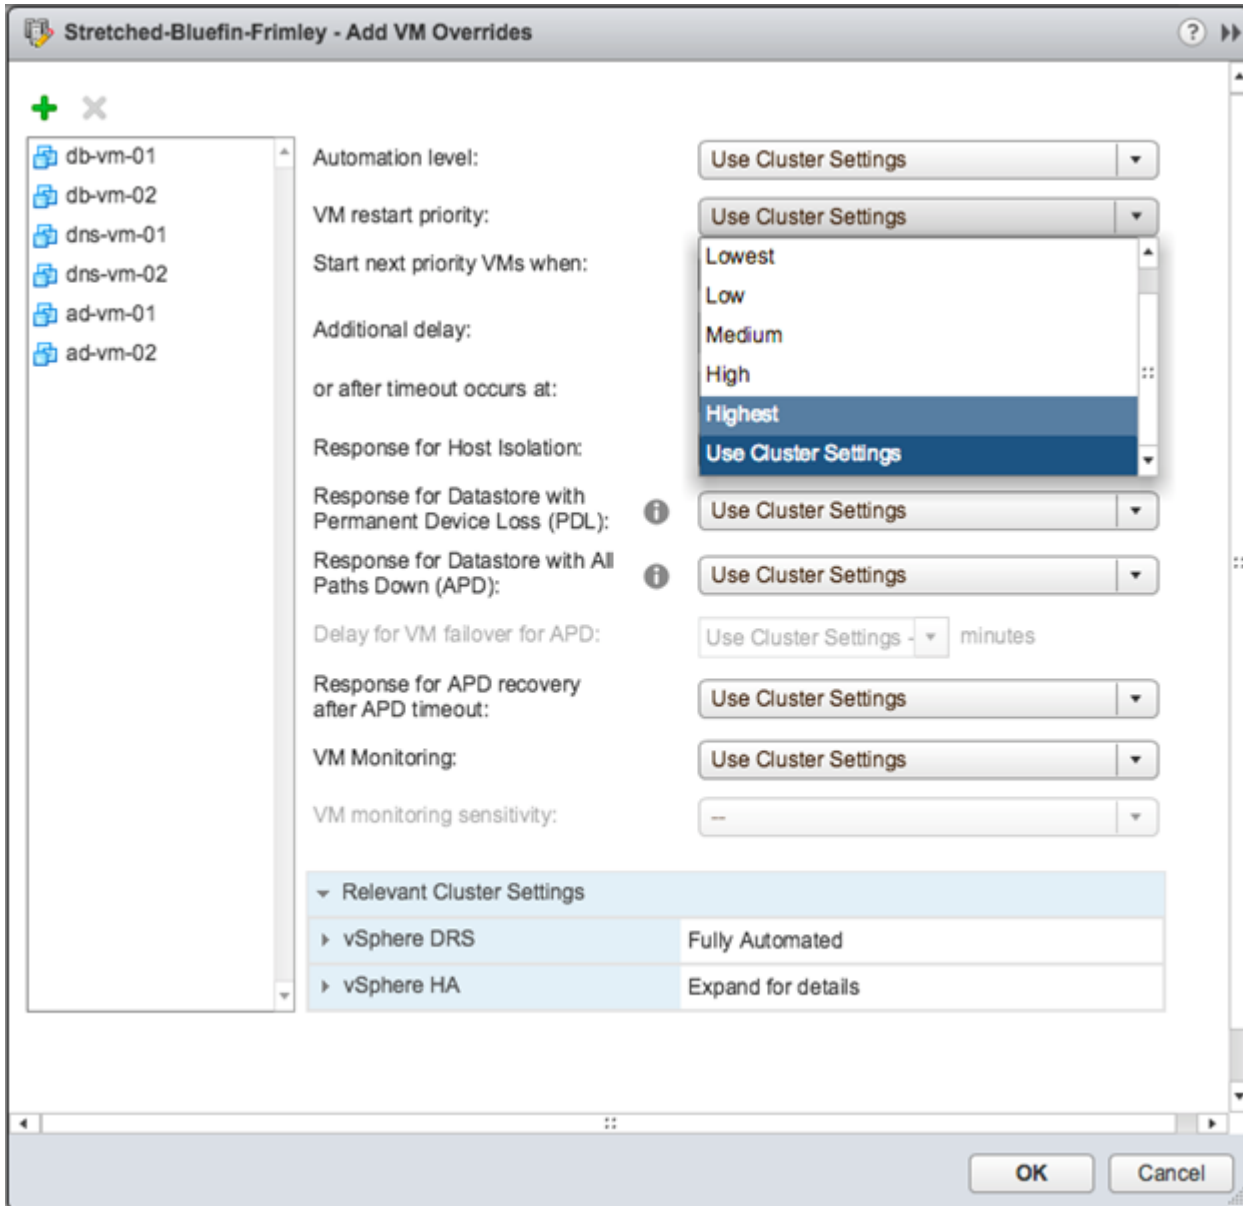 Stretched-Bluefin-Frimley - Add VM Overrides
?
db-vm-01
db-vm-02
dns-vm-01
dns-vm-02
ad-vm-01
ad-vm-02
Automation level:
Use Cluster Settings
VM restart priority:
Use Cluster Settings
Lowest
Low
Medium
High
Highest
Use Cluster Settings
Start next priority VMs when:
Additional delay:
or after timeout occurs at:
Response for Host Isolation:
Response for Datastore with
Permanent Device Loss (PDL):
Use Cluster Settings
Response for Datastore with All
Paths Down (APD):
Use Cluster Settings
Delay for VM failover for APD:
Use Cluster Settings -
minutes
Response for APD recovery
after APD timeout:
Use Cluster Settings
VM Monitoring:
Use Cluster Settings
VM monitoring sensitivity:
--
Relevant Cluster Settings
vSphere DRS
Fully Automated
vSphere HA
Expand for details
OK
Cancel